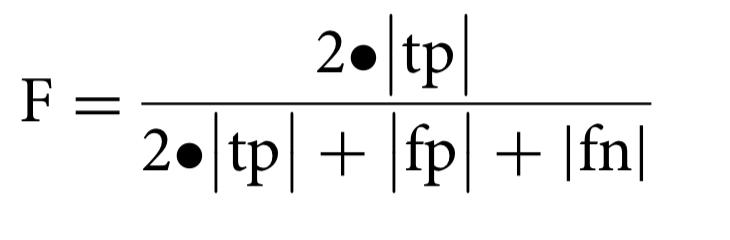 2•|tp|
F = 
2•|tp| + |fp| + |fn|